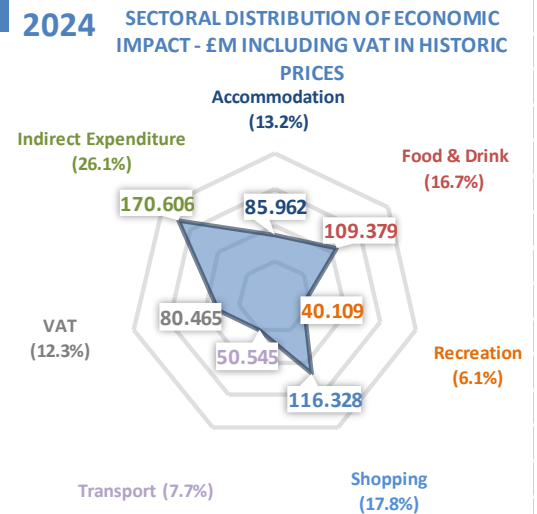 2024
SECTORAL DISTRIBUTION OF ECONOMIC
IMPACT - £M INCLUDING VAT IN HISTORIC
PRICES
Accommodation
(13.2%)
Indirect Expenditure
(26.1%)
Food & Drink
(16.7%)
170.606
85.962
109.379
80.465
40.109
VAT
(12.3%)
50.545
Recreation
(6.1%)
116.328
Transport (7.7%)
Shopping
(17.8%)